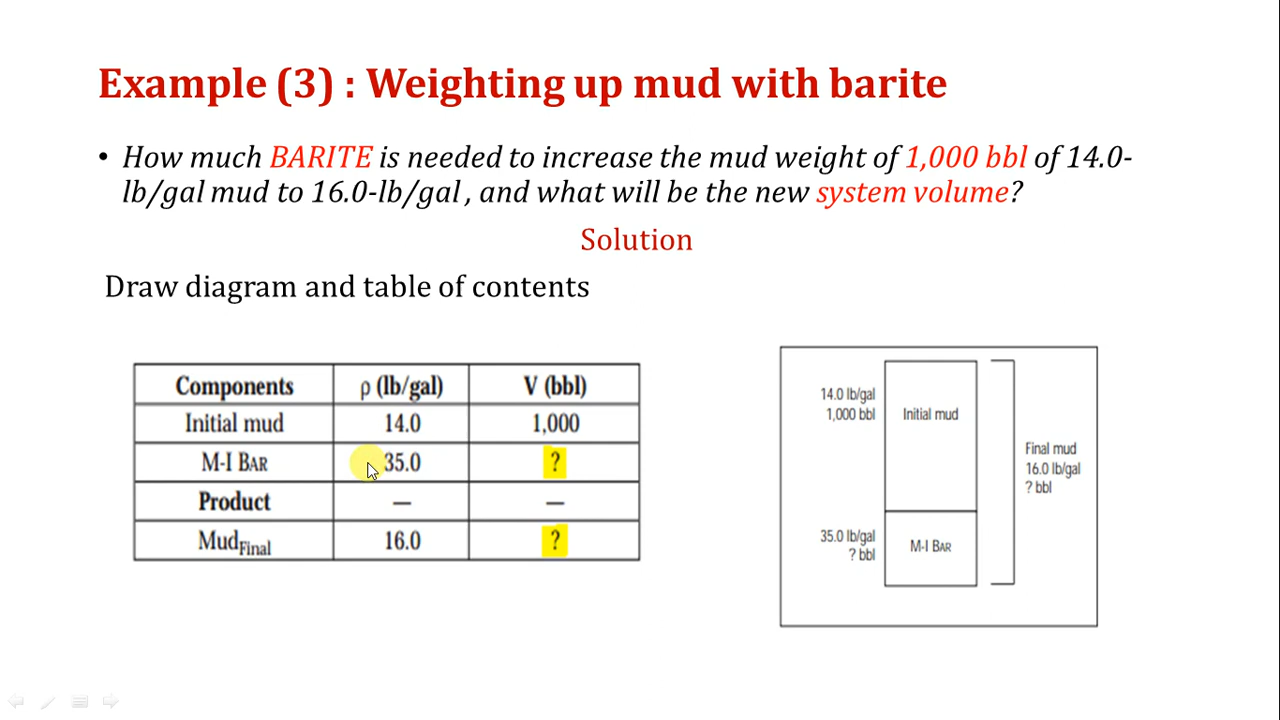 Example (3) : Weighting up mud with barite
• How much BARITE is needed to increase the mud weight of 1,000 bbl of 14.0-
lb/gal mud to 16.0-lb/gal , and what will be the new system volume?
Solution
Draw diagram and table of contents
Components ρ (lb/gal) V (bbl)
Initial mud 14.0 1,000
M-I BAR 35.0 ?
Product — —
MudFinal 16.0 ?
14.0 lb/gal
1,000 bbl
Initial mud
Final mud
16.0 lb/gal
? bbl
35.0 lb/gal
? bbl
M-I BAR